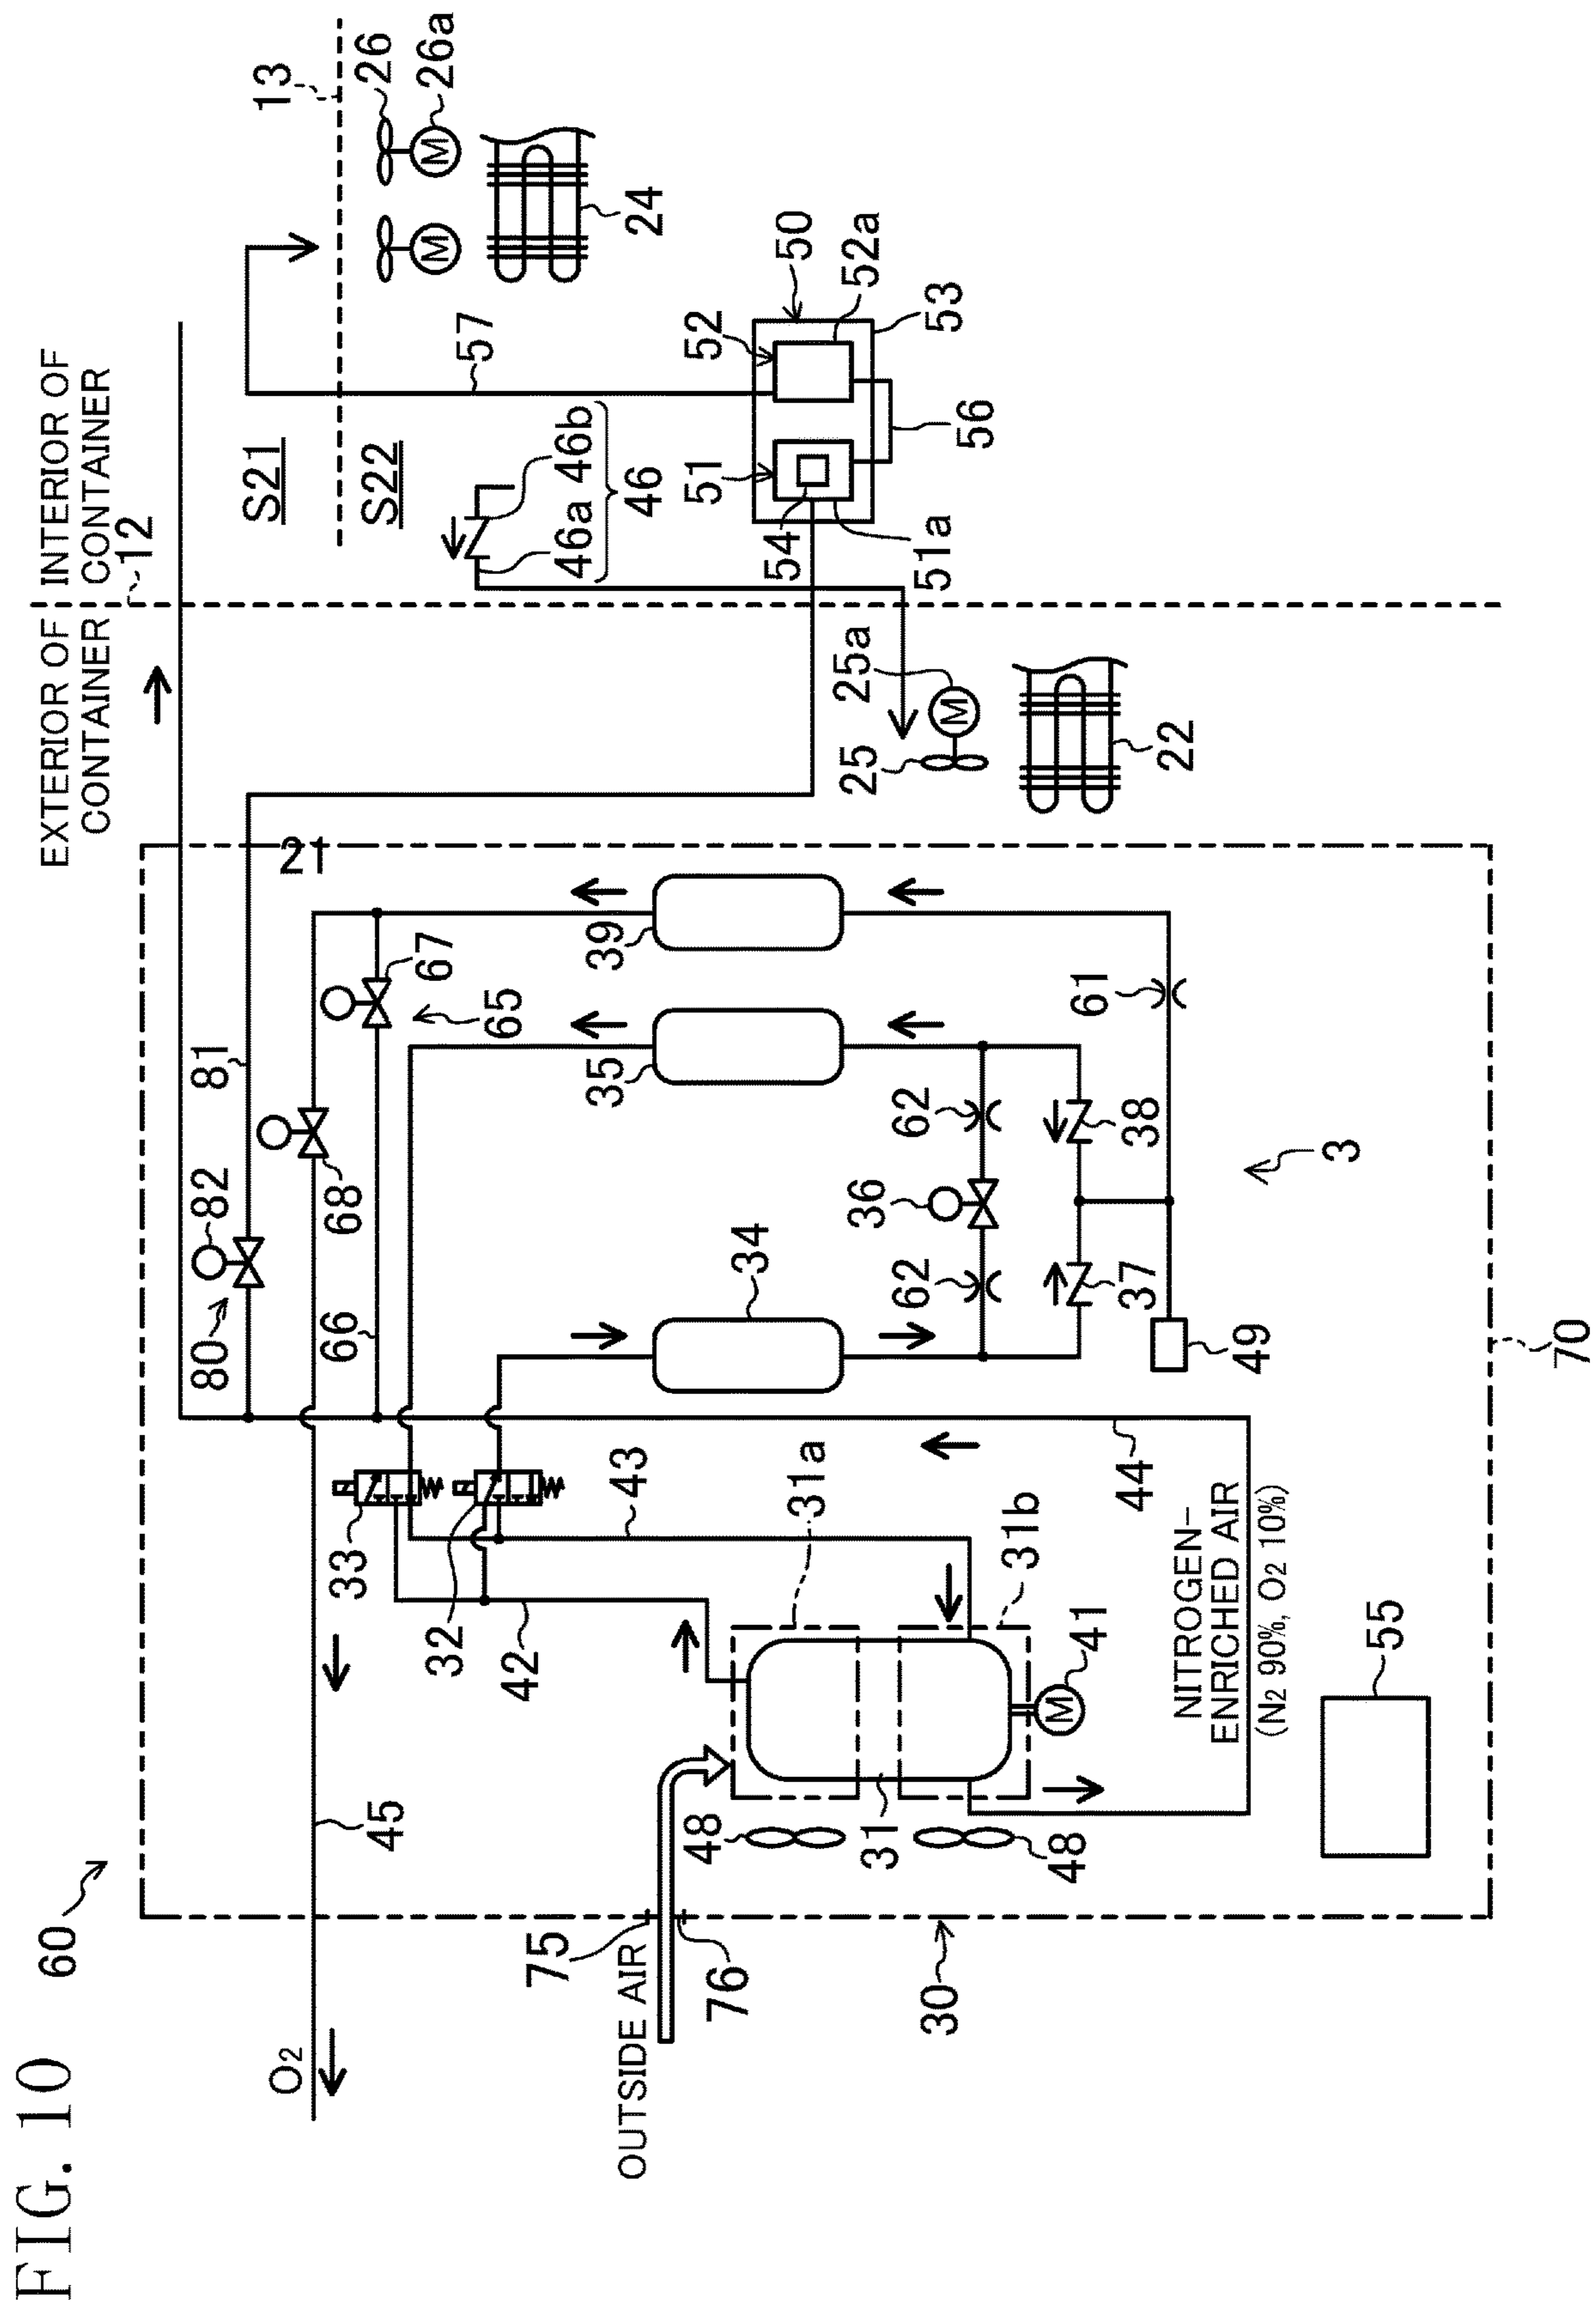 FIG. 10
60
EXTERIOR OF
CONTAINER
INTERIOR OF
CONTAINER
12
13
80
82
81
21
S21
O2
45
33
66
68
67
S22
26
26a
32
42
43
65
57
75
OUTSIDE AIR
76
39
35
46a
46b
46
24
48
34
52
51
50
31a
54
31
36
25
25a
52a
30
62
62
51a
53
31b
56
48
41
61
44
37
38
22
NITROGEN-
ENRICHED AIR
(N2 90%, O2 10%)
49
3
55
70
M
M
M
M